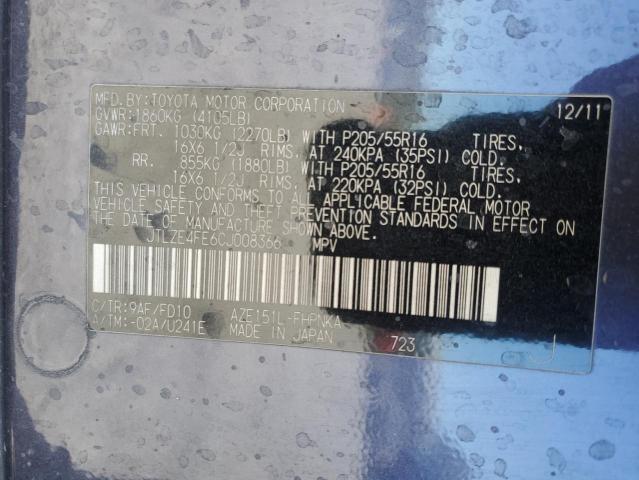 MFD.BY:TOYOTA MOTOR CORPORATION 12/11
GVWR:1860KG (4105LB)
GAWR:FRT. 1030KG (2270LB) WITH P205/55R16 TIRES,
16X6 1/2J RIMS, AT 240KPA (35PSI) COLD.
RR. 855KG (1880LB) WITH P205/55R16 TIRES,
16X6 1/2J RIMS, AT 220KPA (32PSI) COLD.
THIS VEHICLE CONFORMS TO ALL APPLICABLE FEDERAL MOTOR
VEHICLE SAFETY AND THEFT PREVENTION STANDARDS IN EFFECT ON
THE DATE OF MANUFACTURE SHOWN ABOVE.
JTLZE4FE6CJ008366 MPV
C/TR:9AF/FD10 AZE151L-FHPNKA
A/TM:-02A/U241E MADE IN JAPAN 723 J